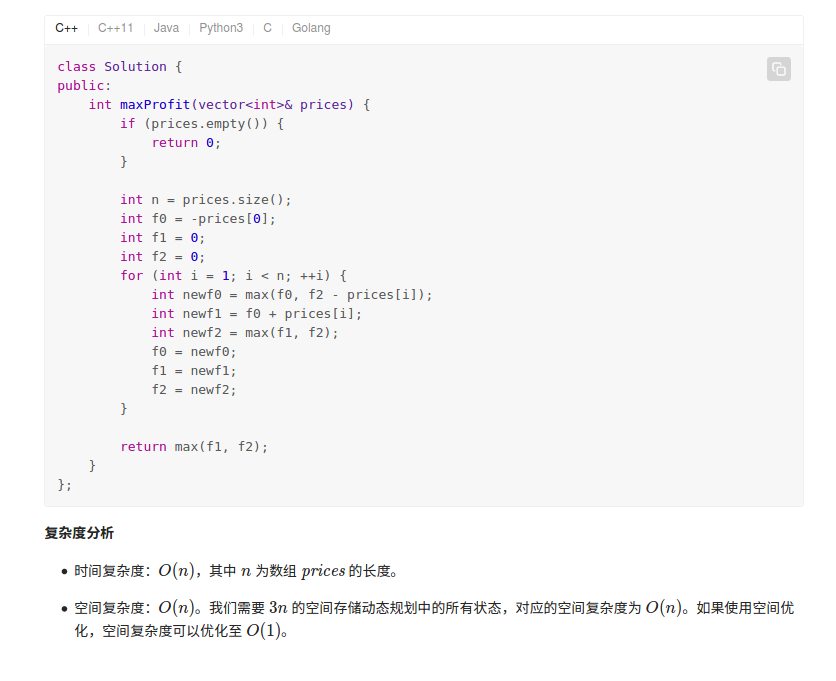 C++ C++11 Java Python3 C Golang
class Solution {
public:
    int maxProfit(vector<int>& prices) {
        if (prices.empty()) {
            return 0;
        }
        int n = prices.size();
        int f0 = -prices[0];
        int f1 = 0;
        int f2 = 0;
        for (int i = 1; i < n; ++i) {
            int newf0 = max(f0, f2 - prices[i]);
            int newf1 = f0 + prices[i];
            int newf2 = max(f1, f2);
            f0 = newf0;
            f1 = newf1;
            f2 = newf2;
        }
        return max(f1, f2);
    }
};
复杂度分析
• 时间复杂度：O(n)，其中 n 为数组 prices 的长度。
• 空间复杂度：O(n)。我们需要 3n 的空间存储动态规划中的所有状态，对应的空间复杂度为 O(n)。如果使用空间优
化，空间复杂度可以优化至 O(1)。